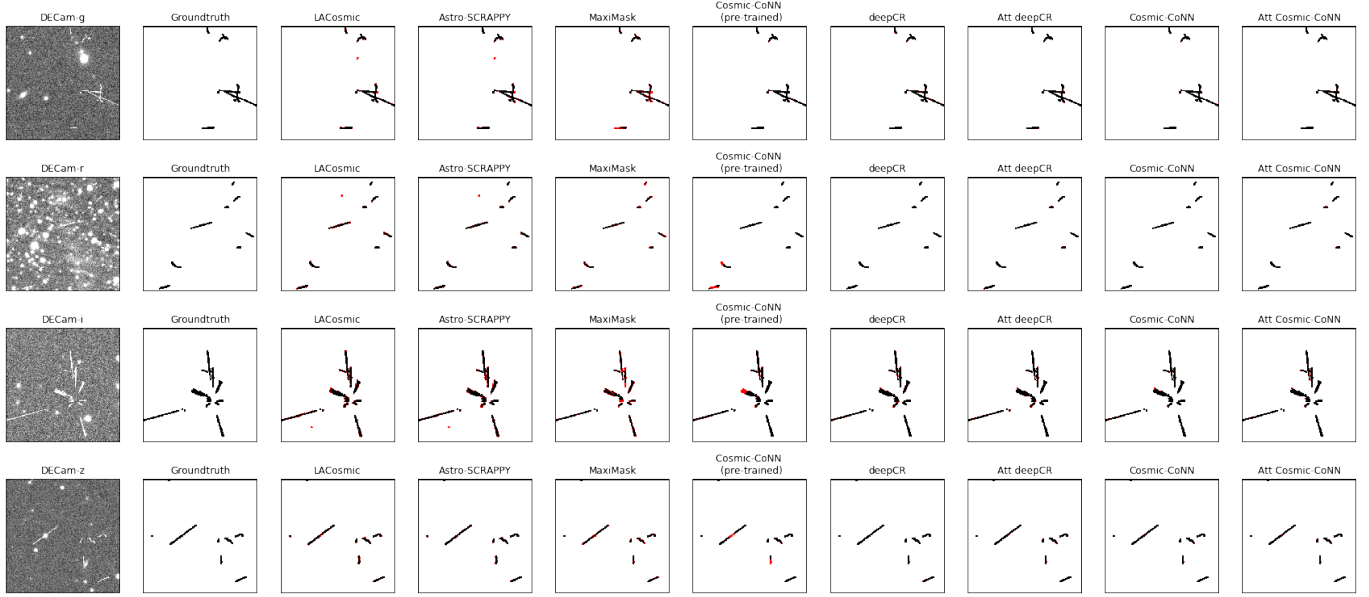 DECam-g
Groundtruth
LACosmic
Astro-SCRAPPY
MaxiMask
Cosmic-CoNN
(pre-trained)
deepCR
Att deepCR
Cosmic-CoNN
Att Cosmic-CoNN
DECam-r
Groundtruth
LACosmic
Astro-SCRAPPY
MaxiMask
Cosmic-CoNN
(pre-trained)
deepCR
Att deepCR
Cosmic-CoNN
Att Cosmic-CoNN
DECam-i
Groundtruth
LACosmic
Astro-SCRAPPY
MaxiMask
Cosmic-CoNN
(pre-trained)
deepCR
Att deepCR
Cosmic-CoNN
Att Cosmic-CoNN
DECam-z
Groundtruth
LACosmic
Astro-SCRAPPY
MaxiMask
Cosmic-CoNN
(pre-trained)
deepCR
Att deepCR
Cosmic-CoNN
Att Cosmic-CoNN